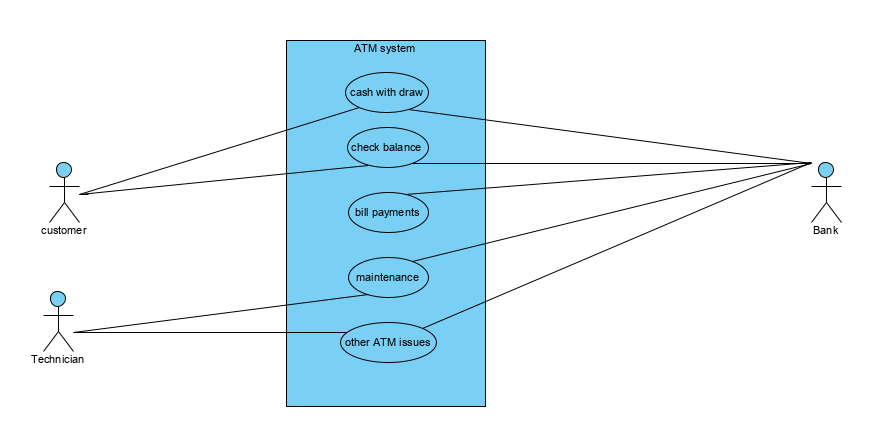 ATM system
cash with draw
check balance
customer
Bank
bill payments
maintenance
Technician
other ATM issues